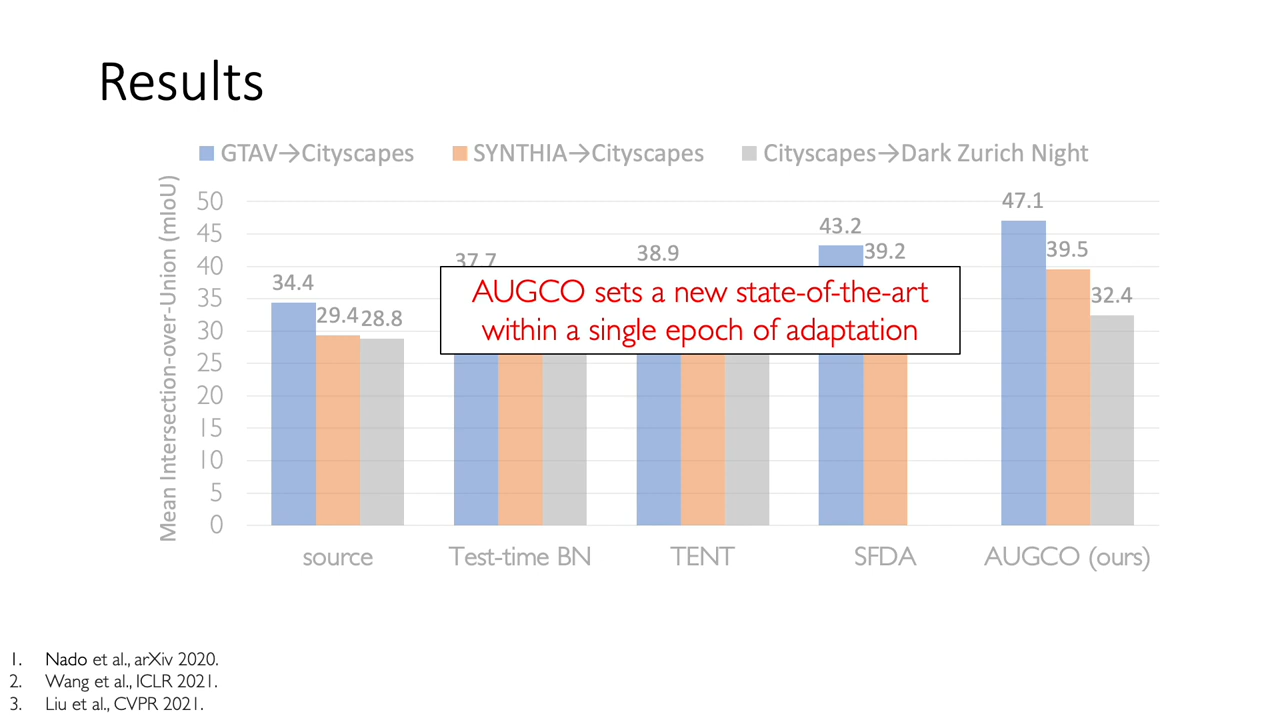 Results
GTAV→Cityscapes SYNTHIA→Cityscapes Cityscapes→Dark Zurich Night
Mean Intersection-over-Union (mIoU)
50
45
40
35
30
25
20
15
10
5
0
34.4
29.4
28.8
37.7
38.9
43.2
39.2
47.1
39.5
32.4
AUGCO sets a new state-of-the-art
within a single epoch of adaptation
source Test-time BN TENT SFDA AUGCO (ours)
1. Nado et al., arXiv 2020.
2. Wang et al., ICLR 2021.
3. Liu et al., CVPR 2021.